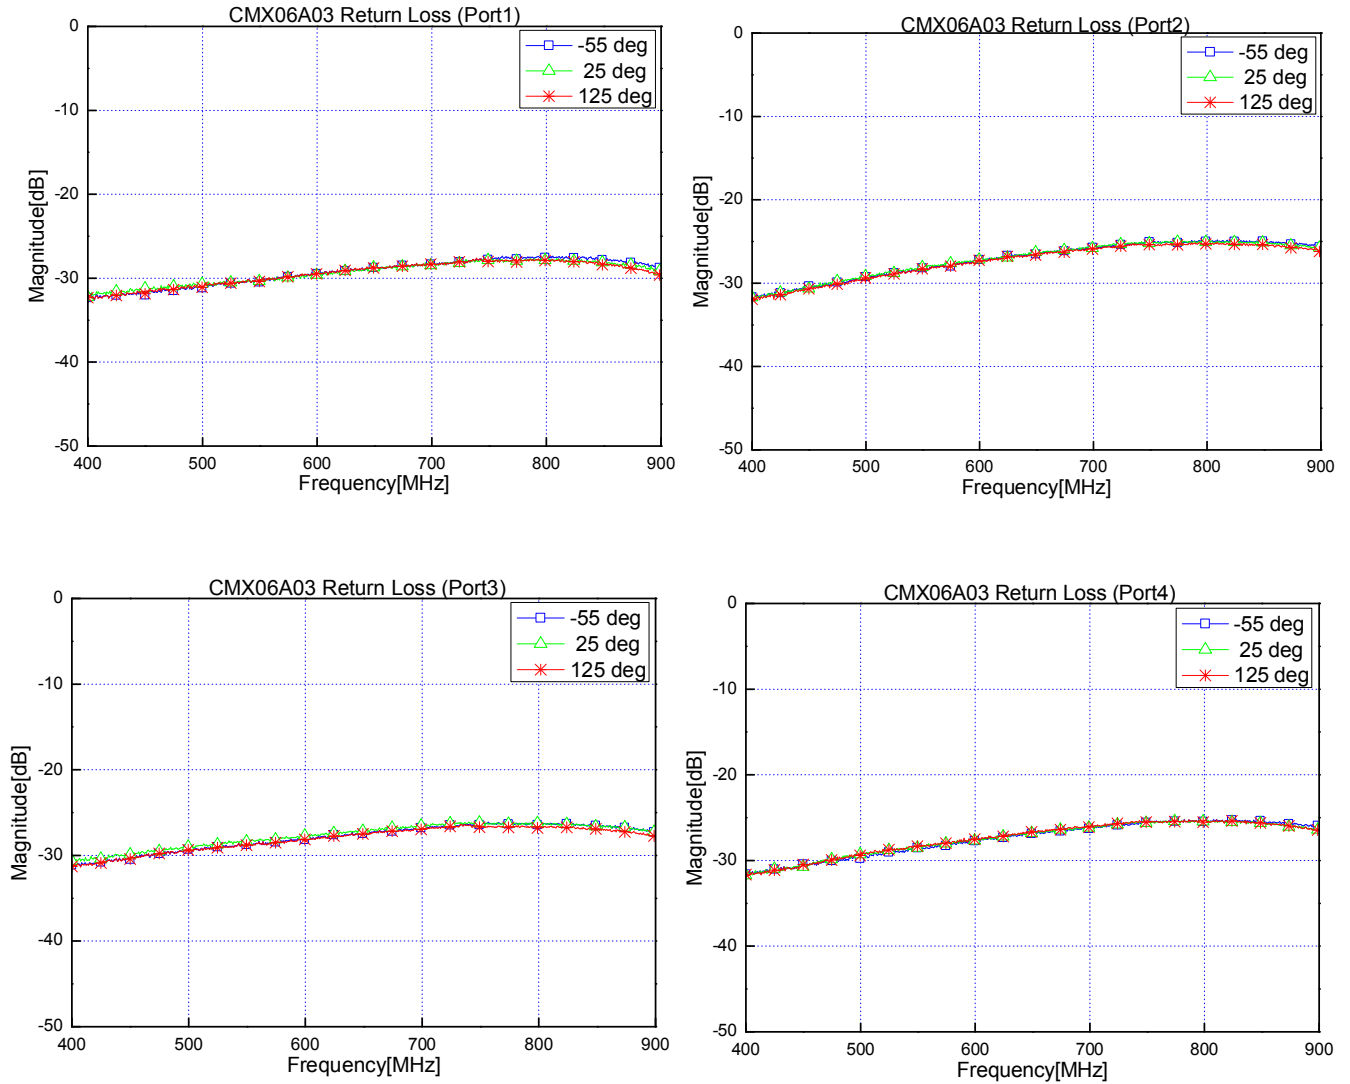 CMX06A03 Return Loss (Port1)
0
-10
-20
-30
-40
-50
Magnitude[dB]
-55 deg
25 deg
125 deg
400 500 600 700 800 900
Frequency[MHz]
CMX06A03 Return Loss (Port2)
0
-10
-20
-30
-40
-50
Magnitude[dB]
-55 deg
25 deg
125 deg
400 500 600 700 800 900
Frequency[MHz]
CMX06A03 Return Loss (Port3)
0
-10
-20
-30
-40
-50
Magnitude[dB]
-55 deg
25 deg
125 deg
400 500 600 700 800 900
Frequency[MHz]
CMX06A03 Return Loss (Port4)
0
-10
-20
-30
-40
-50
Magnitude[dB]
-55 deg
25 deg
125 deg
400 500 600 700 800 900
Frequency[MHz]